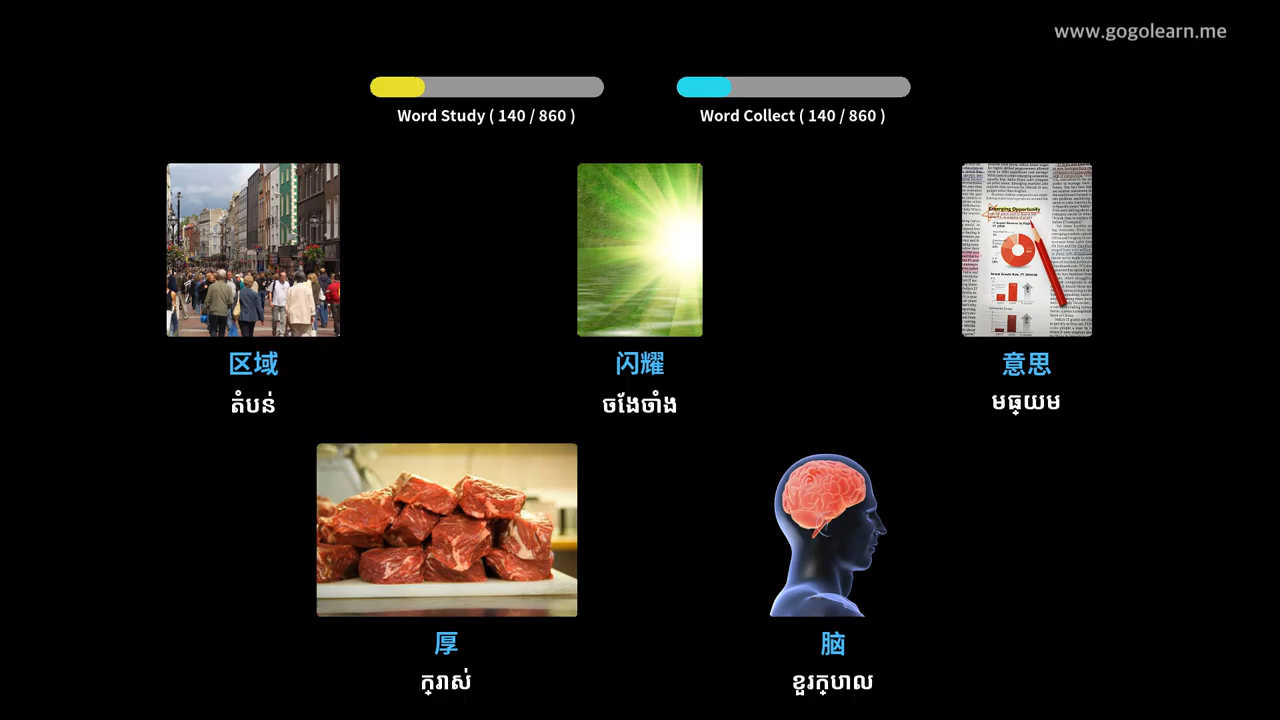 www.gogolearn.me
Word Study ( 140 / 860 )
Word Collect ( 140 / 860 )
Emerging Opportunity
区域
តំបន់
闪耀
ចែងចាំង
意思
មធ្យម
厚
ក្រាស់
脑
ខួរក្បាល